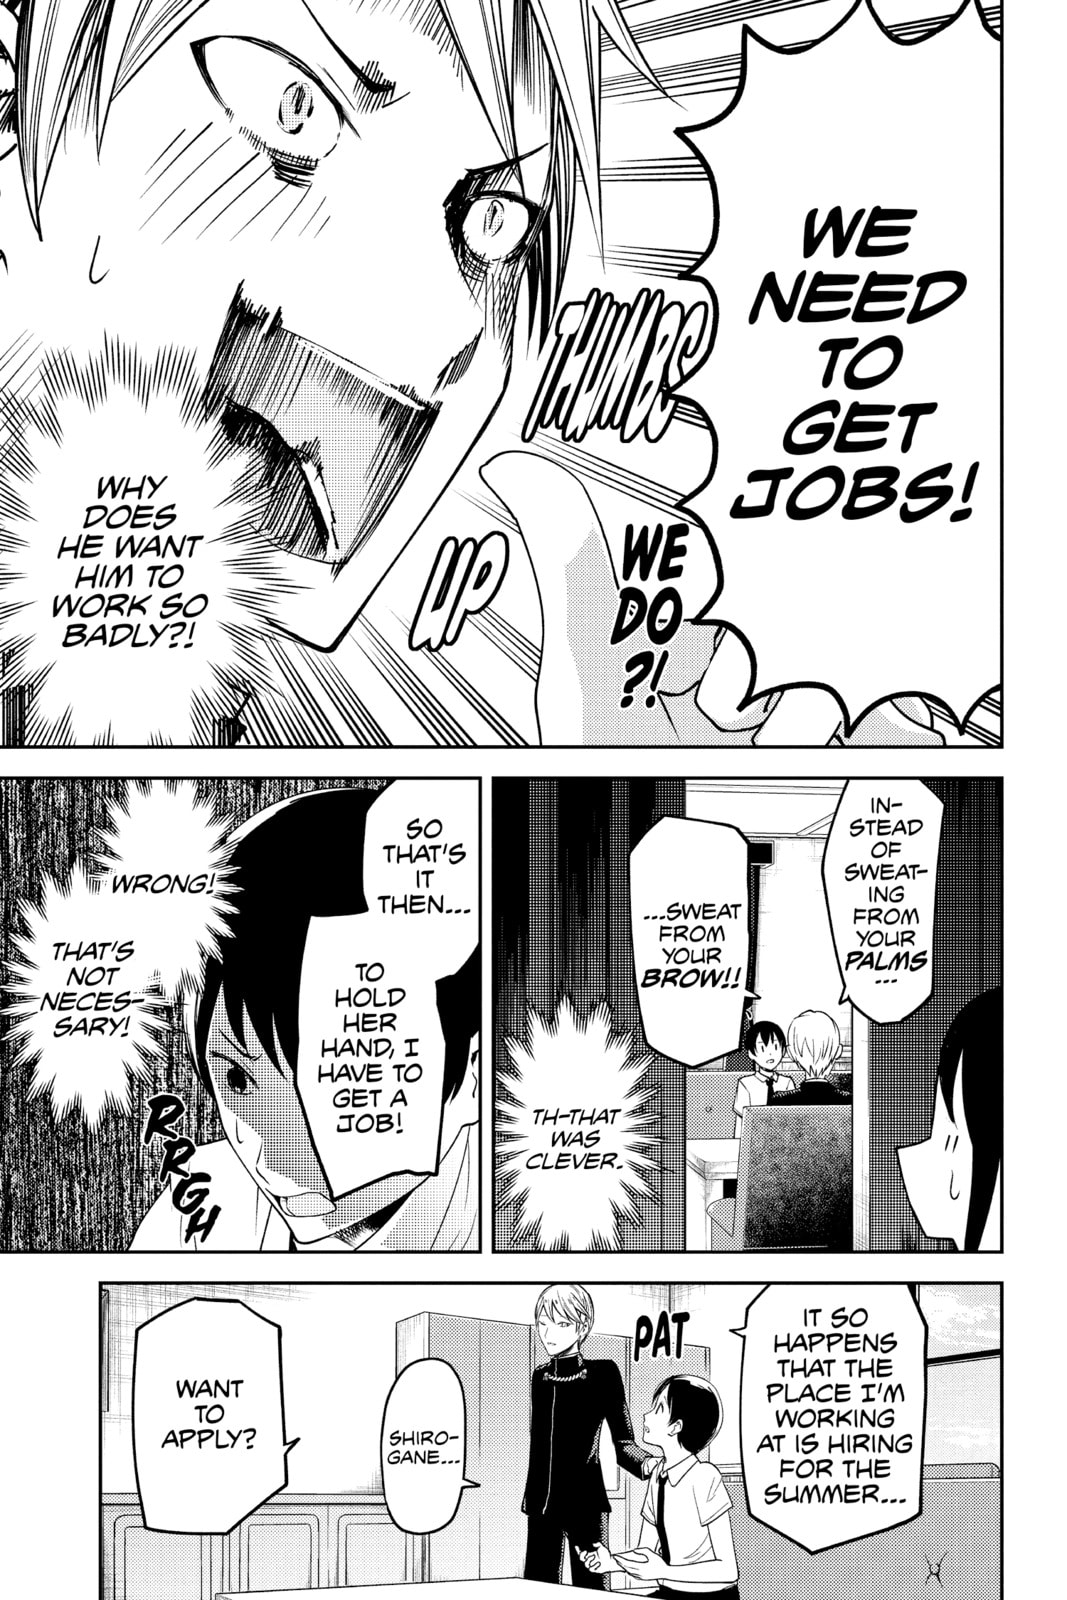 WE
NEED
TO
GET
JOBS!
THUMBS
UP
WE
DO
?!
WHY
DOES
HE WANT
HIM TO
WORK SO
BADLY?!
IN-
STEAD
OF
SWEAT-
ING
FROM
YOUR
PALMS
...
...SWEAT
FROM
YOUR
BROW!!
TH-THAT
WAS
CLEVER.
SO
THAT'S
IT
THEN...
TO
HOLD
HER
HAND, I
HAVE TO
GET A
JOB!
WRONG!
THAT'S
NOT
NECES-
SARY!
RRGH
IT SO
HAPPENS
THAT THE
PLACE I'M
WORKING
AT IS HIRING
FOR THE
SUMMER...
PAT
SHIRO-
GANE...
WANT
TO
APPLY?